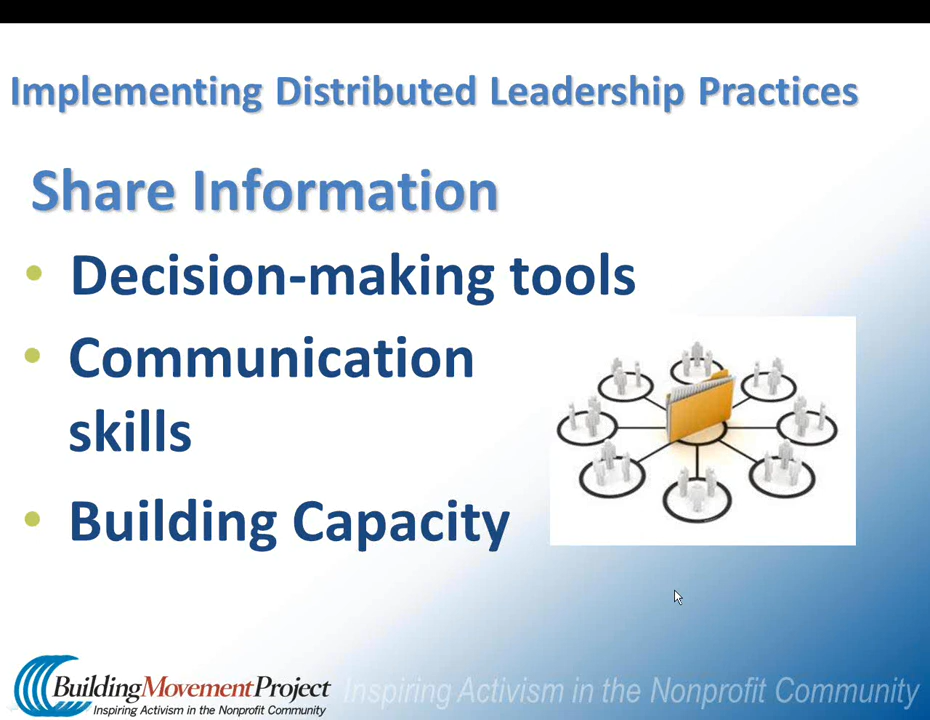 Implementing Distributed Leadership Practices
Share Information
• Decision-making tools
• Communication
skills
• Building Capacity
BuildingMovementProject
Inspiring Activism in the Nonprofit Community
Inspiring Activism in the Nonprofit Community